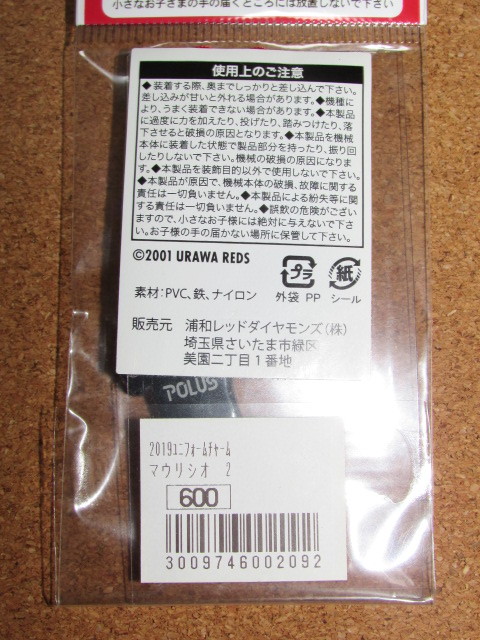 小さなお子さまの手の届くところには放置しないで下さい
使用上のご注意
◆装着する際、奥までしっかりと差し込んで下さい。
差し込みが甘いと外れる場合があります。◆機種に
より、うまく装着できない場合があります。◆本製品
に過度に力を加えたり、投げたり、踏みつけたり、落
下させると破損の原因となります。◆本製品を機械
本体に装着した状態で製品部分を持ったり、振り回
したりしないで下さい。機械の破損の原因になりま
す。◆本製品を装飾目的以外で使用しないで下さい。
◆本製品が原因で、機械本体の破損、故障に関する
責任は一切負いません。◆本製品による紛失等に関
する責任は一切負いません。◆誤飲の危険がござい
ますので、小さなお子様には絶対に与えないで下さ
い。お子様の手の届かない場所に保管して下さい。
©2001 URAWA REDS
プラ
紙
外袋 PP
シール
素材:PVC、鉄、ナイロン
販売元 浦和レッドダイヤモンズ(株)
埼玉県さいたま市緑区
美園二丁目1番地
POLUS
2019ユニフォームチャーム
マウリシオ 2
600
3009746002092